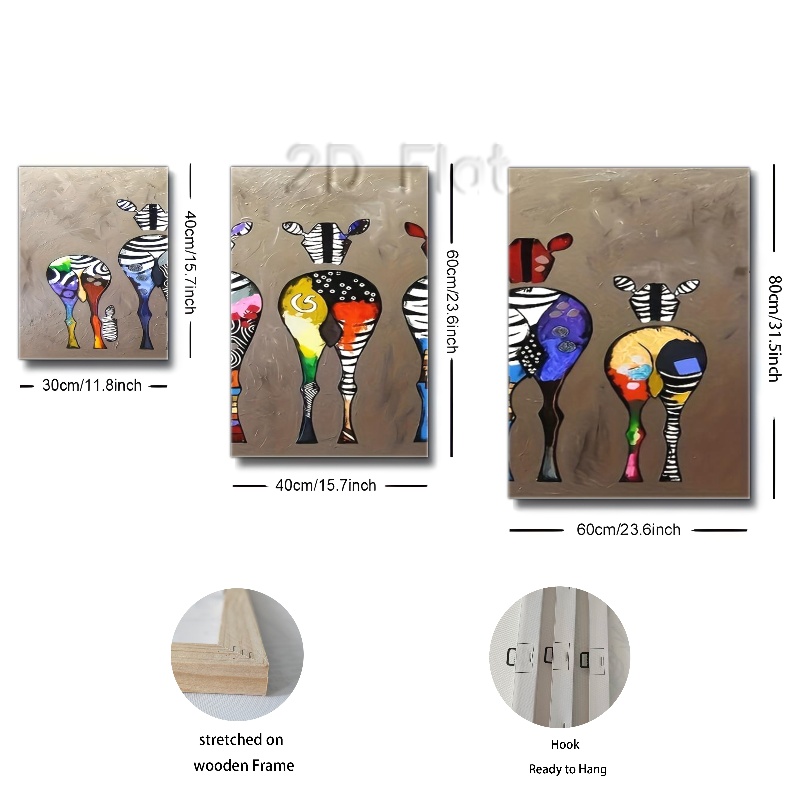 2D Flat
40cm/15.7inch
60cm/23.6inch
80cm/31.5inch
30cm/11.8inch
40cm/15.7inch
60cm/23.6inch
stretched on
wooden Frame
Hook
Ready to Hang